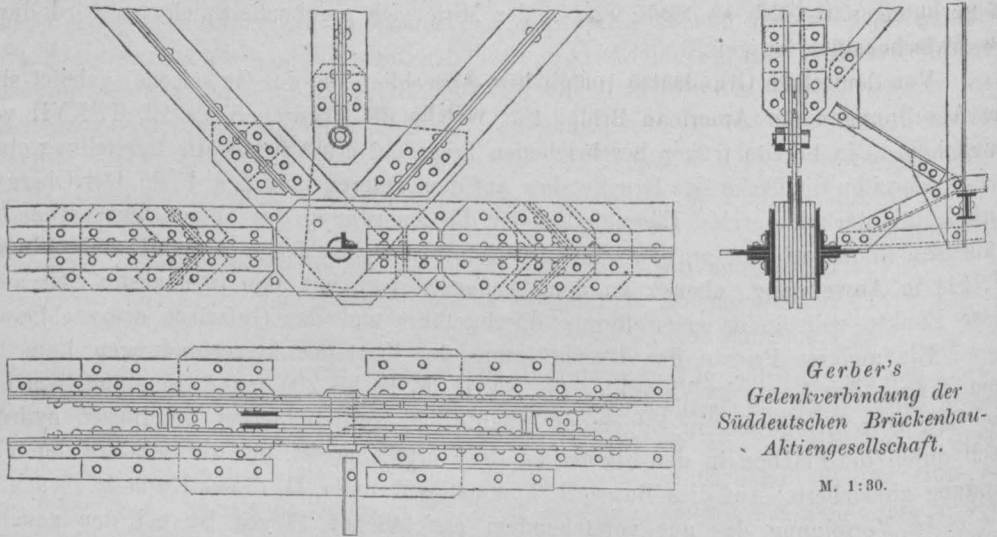 Gerber's
Gelenkverbindung der
Süddeutschen Brückenbau-
Aktiengesellschaft.
M. 1:30.